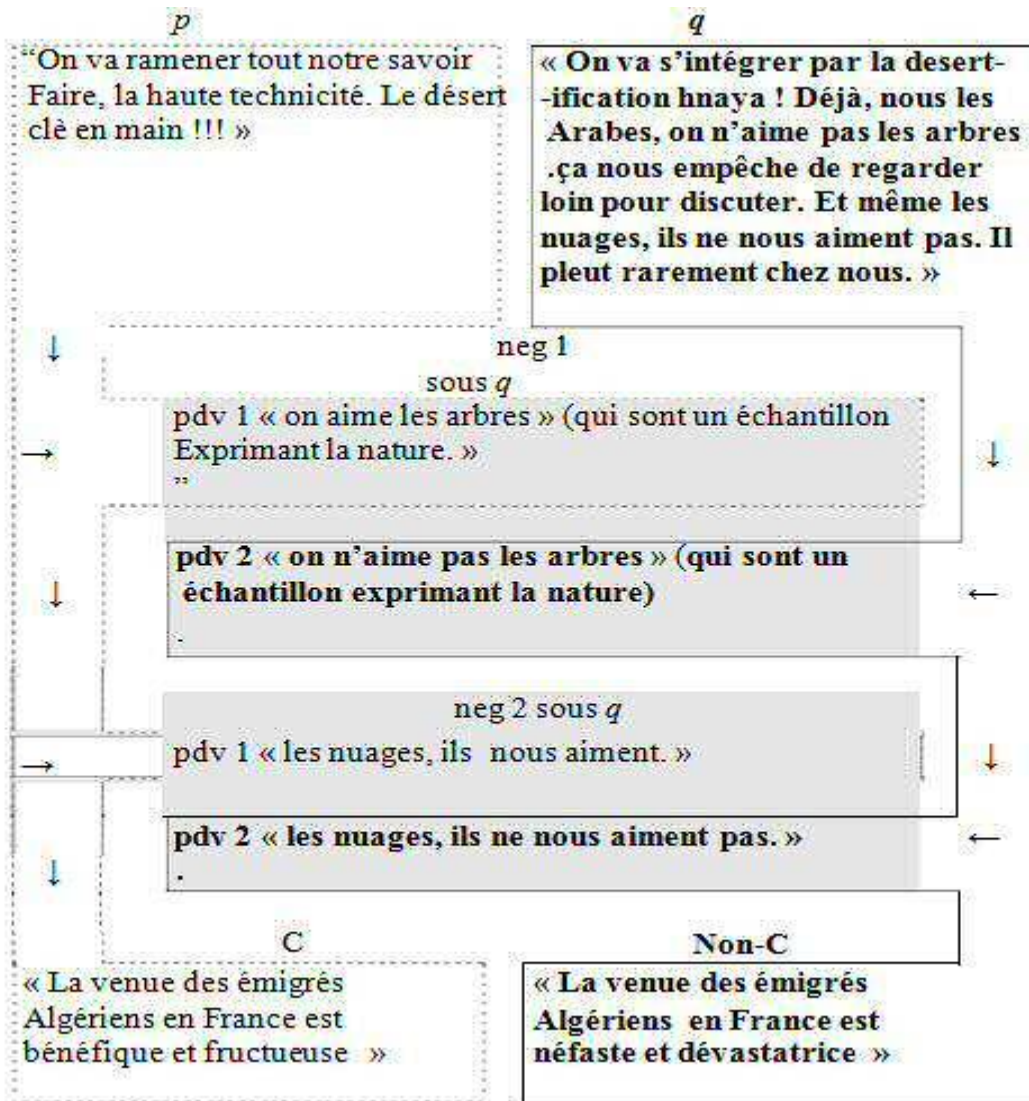 p
“On va ramener tout notre savoir
Faire, la haute technicité. Le désert
clè en main !!! »
q
« On va s’intégrer par la desert-
-ification hnaya ! Déjà, nous les
Arabes, on n’aime pas les arbres
.ça nous empêche de regarder
loin pour discuter. Et même les
nuages, ils ne nous aiment pas. Il
pleut rarement chez nous. »
↓
neg 1
sous q
pdv 1 « on aime les arbres » (qui sont un échantillon
Exprimant la nature. »
”
→
↓
pdv 2 « on n’aime pas les arbres » (qui sont un
échantillon exprimant la nature)
.
↓
←
neg 2 sous q
pdv 1 « les nuages, ils nous aiment. »
→
↓
pdv 2 « les nuages, ils ne nous aiment pas. »
.
←
↓
C
« La venue des émigrés
Algériens en France est
bénéfique et fructueuse »
Non-C
« La venue des émigrés
Algériens en France est
néfaste et dévastatrice »